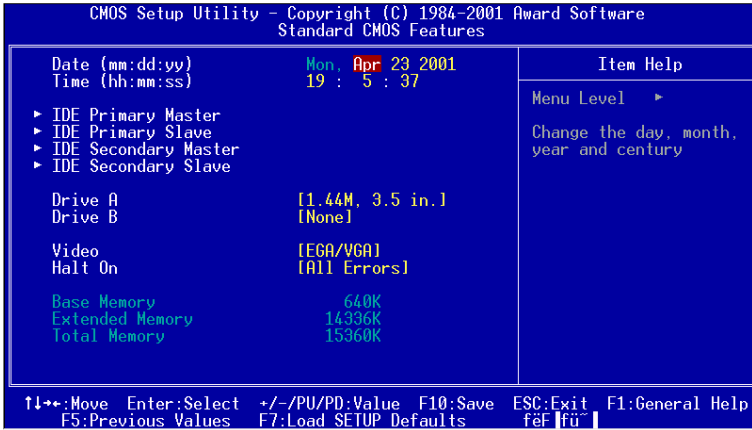 CMOS Setup Utility - Copyright (C) 1984-2001 Award Software
Standard CMOS Features
Date (mm:dd:yy) Mon, Apr 23 2001
Time (hh:mm:ss) 19 : 5 : 37
► IDE Primary Master
► IDE Primary Slave
► IDE Secondary Master
► IDE Secondary Slave
Drive A [1.44M, 3.5 in.]
Drive B [None]
Video [EGA/VGA]
Halt On [All Errors]
Base Memory 640K
Extended Memory 14336K
Total Memory 15360K
Item Help
Menu Level ►
Change the day, month,
year and century
↑↓→←:Move Enter:Select +/-/PU/PD:Value F10:Save ESC:Exit F1:General Help
F5:Previous Values F7:Load SETUP Defaults